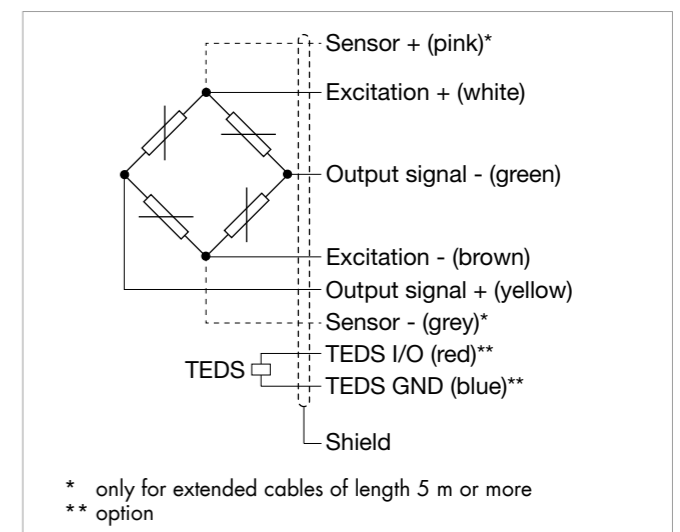 Sensor + (pink)*
Excitation + (white)
Output signal - (green)
Excitation - (brown)
Output signal + (yellow)
Sensor - (grey)*
TEDS I/O (red)**
TEDS
TEDS GND (blue)**
Shield
* only for extended cables of length 5 m or more
** option